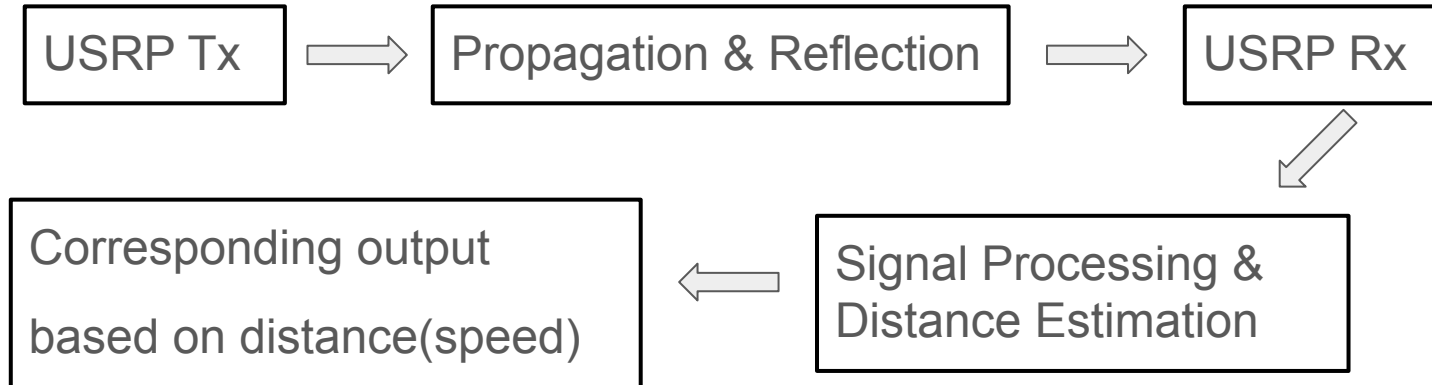 USRP Tx
Propagation & Reflection
USRP Rx
Signal Processing &
Distance Estimation
Corresponding output
based on distance(speed)